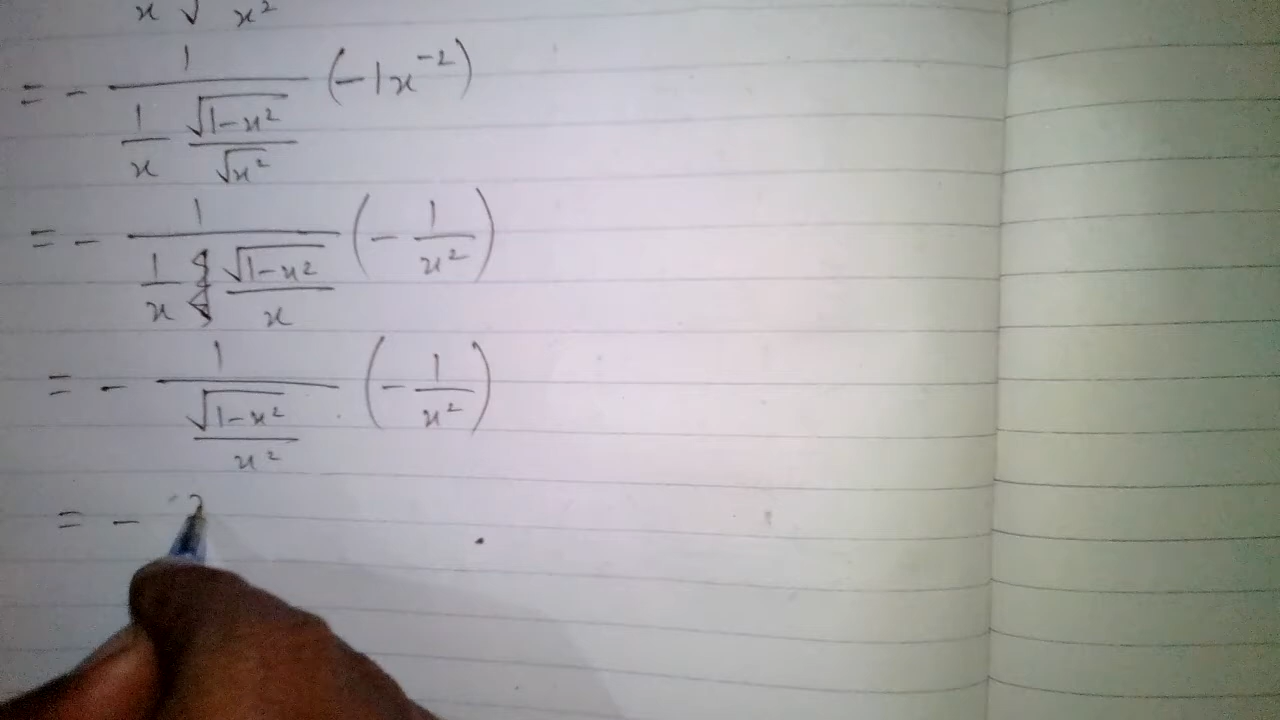 x √ x²
= - 1 / (1/x √(1-x²)/√x²) (-1x⁻²)
= - 1 / (1/x √(1-x²)/x) (- 1/x²)
= - 1 / (√(1-x²)/x²) . (- 1/x²)
= -